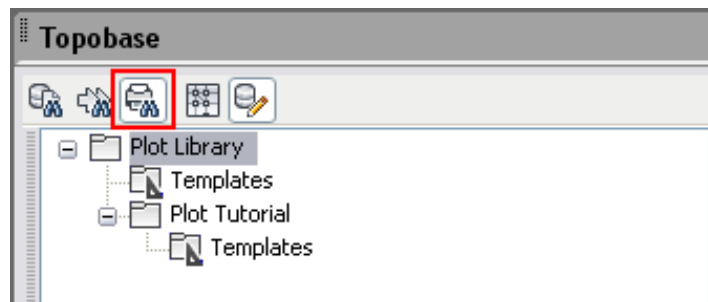 Topobase
Plot Library
Templates
Plot Tutorial
Templates